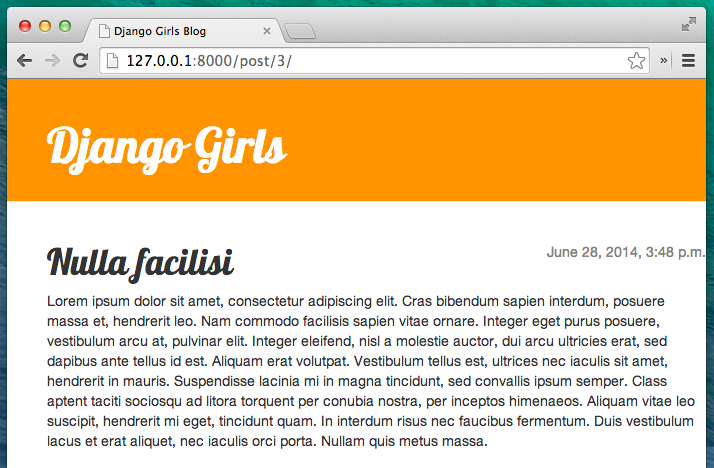 Django Girls Blog
127.0.0.1:8000/post/3/
Django Girls
Nulla facilisi
June 28, 2014, 3:48 p.m.
Lorem ipsum dolor sit amet, consectetur adipiscing elit. Cras bibendum sapien interdum, posuere
massa et, hendrerit leo. Nam commodo facilisis sapien vitae ornare. Integer eget purus posuere,
vestibulum arcu at, pulvinar elit. Integer eleifend, nisl a molestie auctor, dui arcu ultricies erat, sed
dapibus ante tellus id est. Aliquam erat volutpat. Vestibulum tellus est, ultrices nec iaculis sit amet,
hendrerit in mauris. Suspendisse lacinia mi in magna tincidunt, sed convallis ipsum semper. Class
aptent taciti sociosqu ad litora torquent per conubia nostra, per inceptos himenaeos. Aliquam vitae leo
suscipit, hendrerit mi eget, tincidunt quam. In interdum risus nec faucibus fermentum. Duis vestibulum
lacus et erat aliquet, nec iaculis orci porta. Nullam quis metus massa.